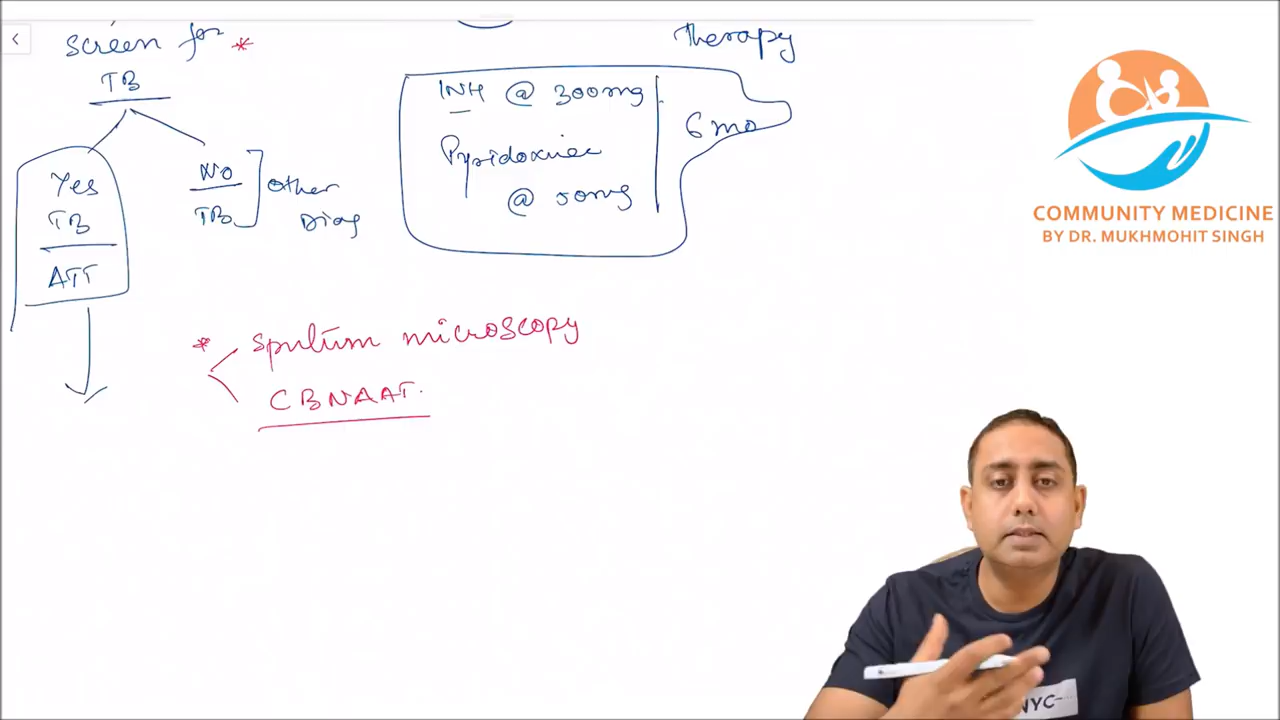 screen for *
TB
Yes
TB
ATT
No
TB
other
Diag
Therapy
INH @ 300mg
Pyridoxine
@ 50mg
6 mo
* sputum microscopy
CBNAAT.
COMMUNITY MEDICINE
BY DR. MUKHMOHIT SINGH
NYC